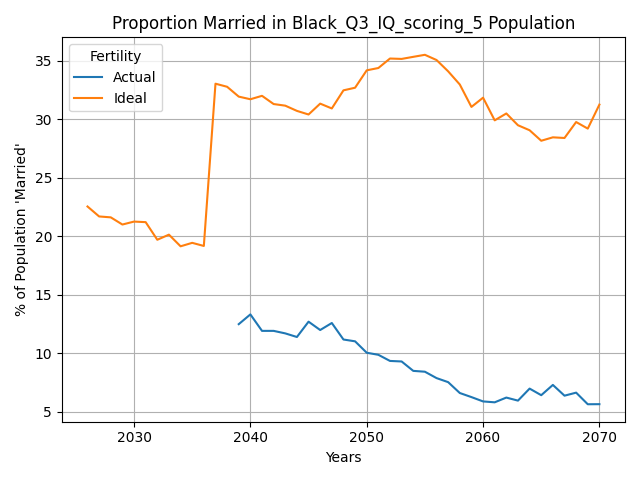 Proportion Married in Black_Q3_IQ_scoring_5 Population
% of Population 'Married'
Fertility
Actual
Ideal
35
30
25
20
15
10
5
2030 2040 2050 2060 2070
Years